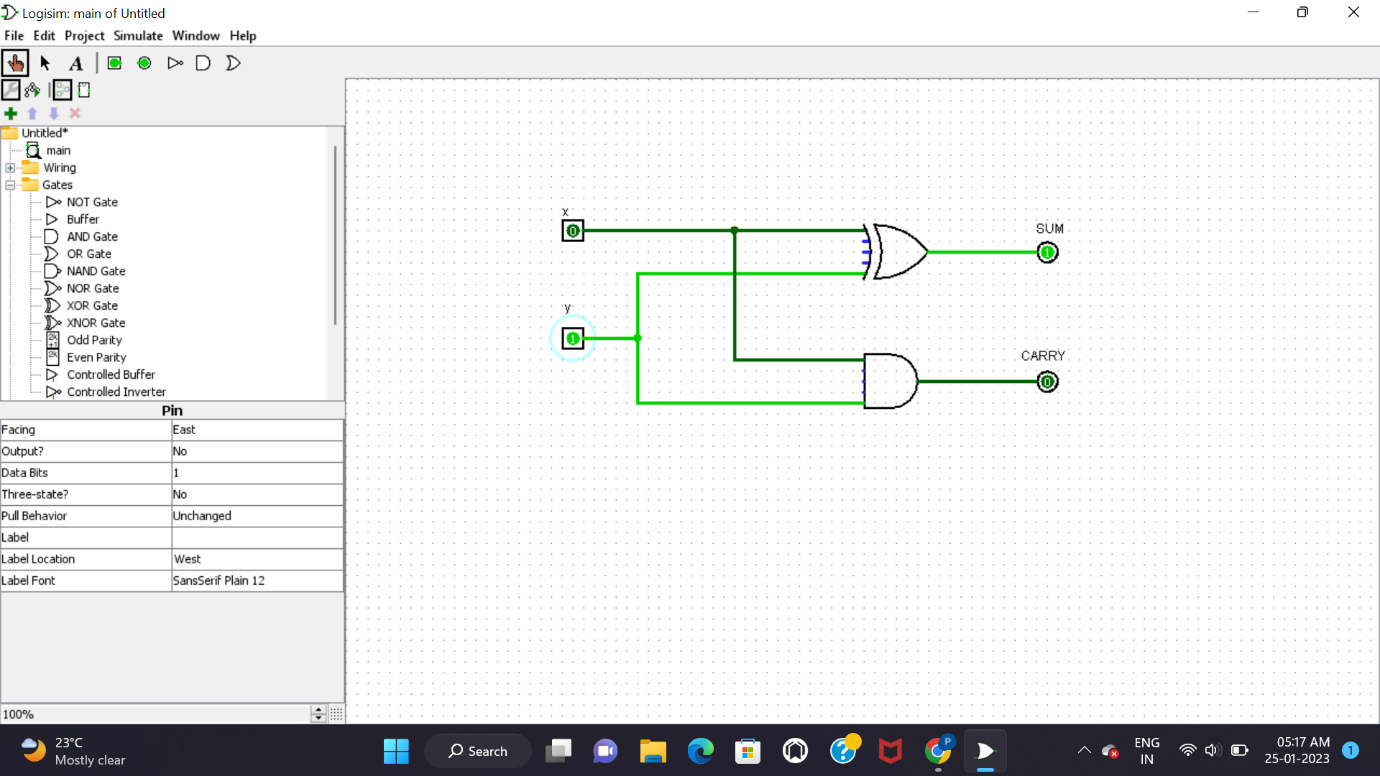 Logisim: main of Untitled
File Edit Project Simulate Window Help
A
Untitled*
main
Wiring
Gates
NOT Gate
Buffer
AND Gate
OR Gate
NAND Gate
NOR Gate
XOR Gate
XNOR Gate
Odd Parity
Even Parity
Controlled Buffer
Controlled Inverter
Pin
Facing East
Output? No
Data Bits 1
Three-state? No
Pull Behavior Unchanged
Label
Label Location West
Label Font SansSerif Plain 12
100%
x
0
SUM
1
y
1
CARRY
0
23°C
Mostly clear
Search
P
ENG
IN
05:17 AM
25-01-2023
1